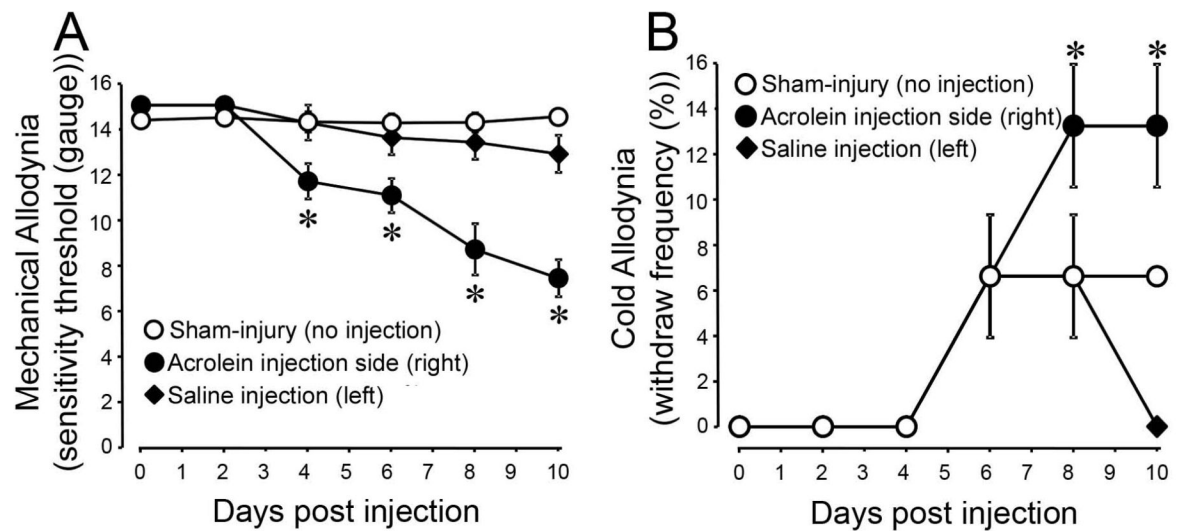 A
Mechanical Allodynia
(sensitivity threshold (gauge))
16
14
12
10
8
6
4
2
0
Sham-injury (no injection)
Acrolein injection side (right)
Saline injection (left)
*
*
*
*
0 1 2 3 4 5 6 7 8 9 10
Days post injection
B
Cold Allodynia
(withdraw frequency (%))
16
14
12
10
8
6
4
2
0
Sham-injury (no injection)
Acrolein injection side (right)
Saline injection (left)
* *
0 1 2 3 4 5 6 7 8 9 10
Days post injection